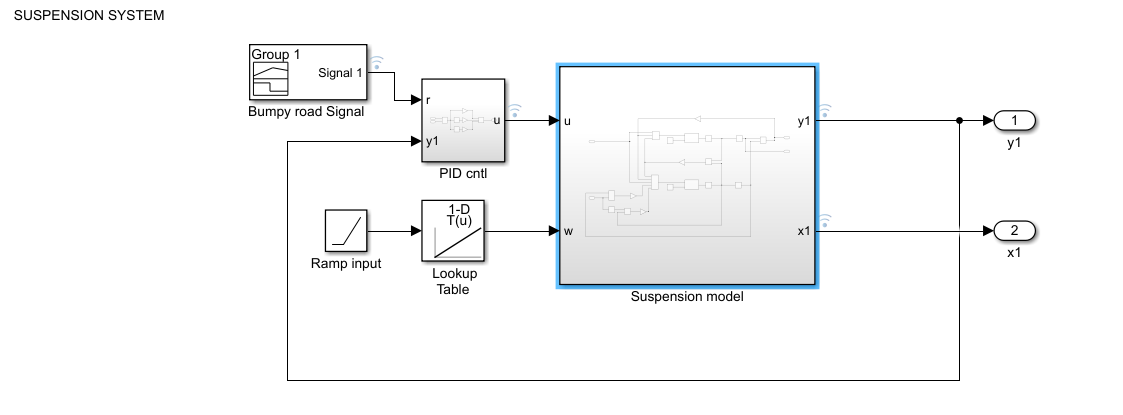 SUSPENSION SYSTEM
Group 1
Signal 1
Bumpy road Signal
r
u
y1
PID cntl
u
y1
1
y1
Ramp input
1-D
T(u)
Lookup
Table
w
x1
2
x1
Suspension model